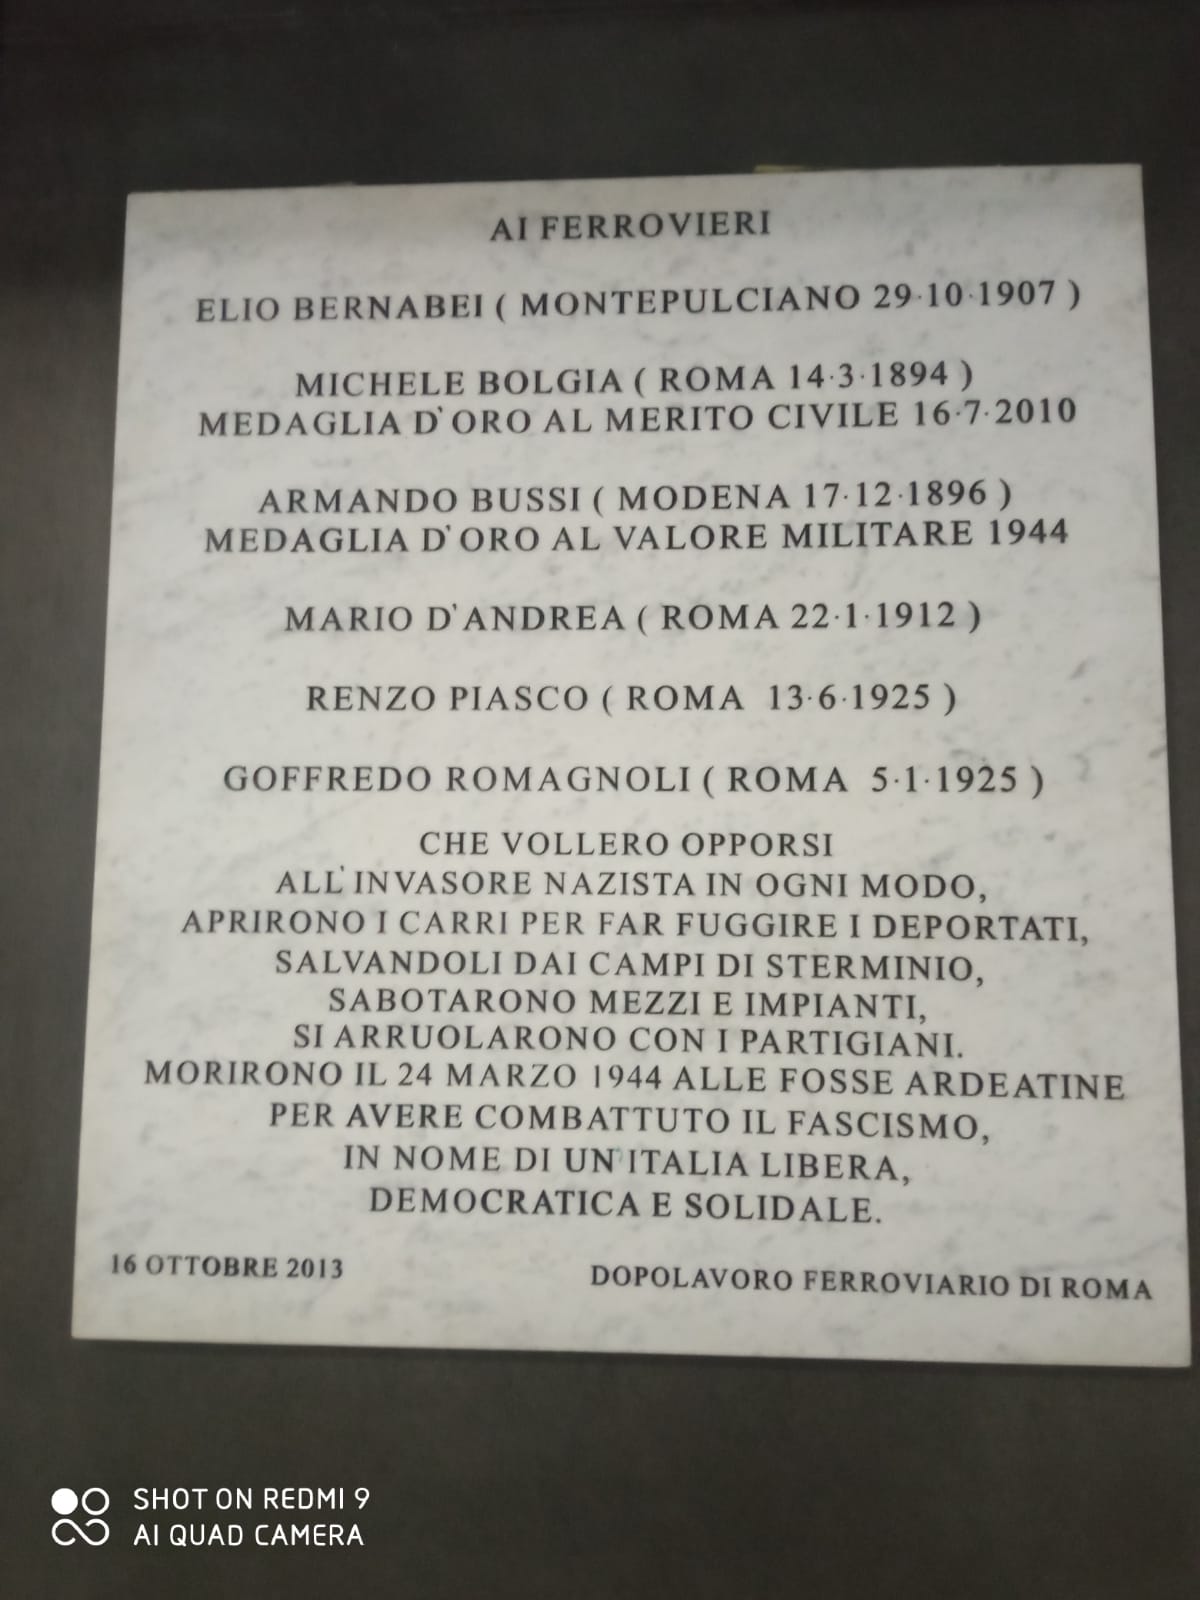 AI FERROVIERI
ELIO BERNABEI ( MONTEPULCIANO 29·10·1907 )
MICHELE BOLGIA ( ROMA 14·3·1894 )
MEDAGLIA D'ORO AL MERITO CIVILE 16·7·2010
ARMANDO BUSSI ( MODENA 17·12·1896 )
MEDAGLIA D'ORO AL VALORE MILITARE 1944
MARIO D'ANDREA ( ROMA 22·1·1912 )
RENZO PIASCO ( ROMA 13·6·1925 )
GOFFREDO ROMAGNOLI ( ROMA 5·1·1925 )
CHE VOLLERO OPPORSI
ALL'INVASORE NAZISTA IN OGNI MODO,
APRIRONO I CARRI PER FAR FUGGIRE I DEPORTATI,
SALVANDOLI DAI CAMPI DI STERMINIO,
SABOTARONO MEZZI E IMPIANTI,
SI ARRUOLARONO CON I PARTIGIANI.
MORIRONO IL 24 MARZO 1944 ALLE FOSSE ARDEATINE
PER AVERE COMBATTUTO IL FASCISMO,
IN NOME DI UN'ITALIA LIBERA,
DEMOCRATICA E SOLIDALE.
16 OTTOBRE 2013
DOPOLAVORO FERROVIARIO DI ROMA
SHOT ON REDMI 9
AI QUAD CAMERA